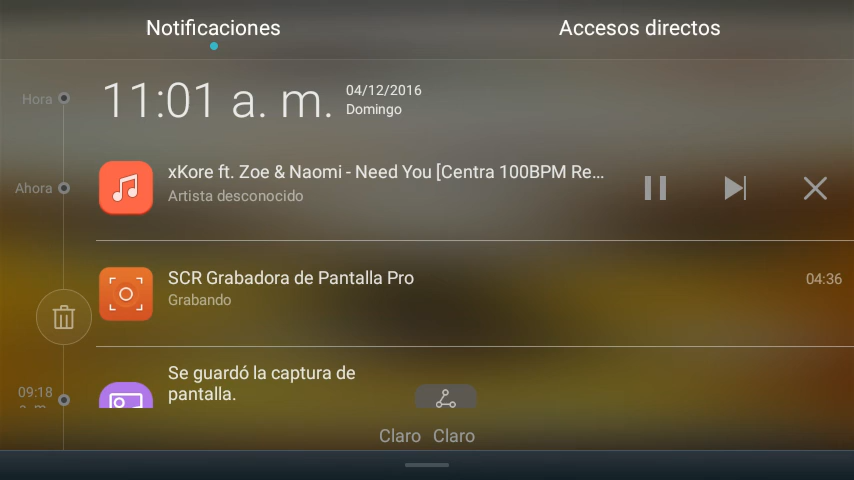 Notificaciones
Accesos directos
Hora
11:01 a. m.
04/12/2016
Domingo
Ahora
xKore ft. Zoe & Naomi - Need You [Centra 100BPM Re...
Artista desconocido
SCR Grabadora de Pantalla Pro
04:36
Grabando
Se guardó la captura de
pantalla.
09:18
a. m.
Claro Claro